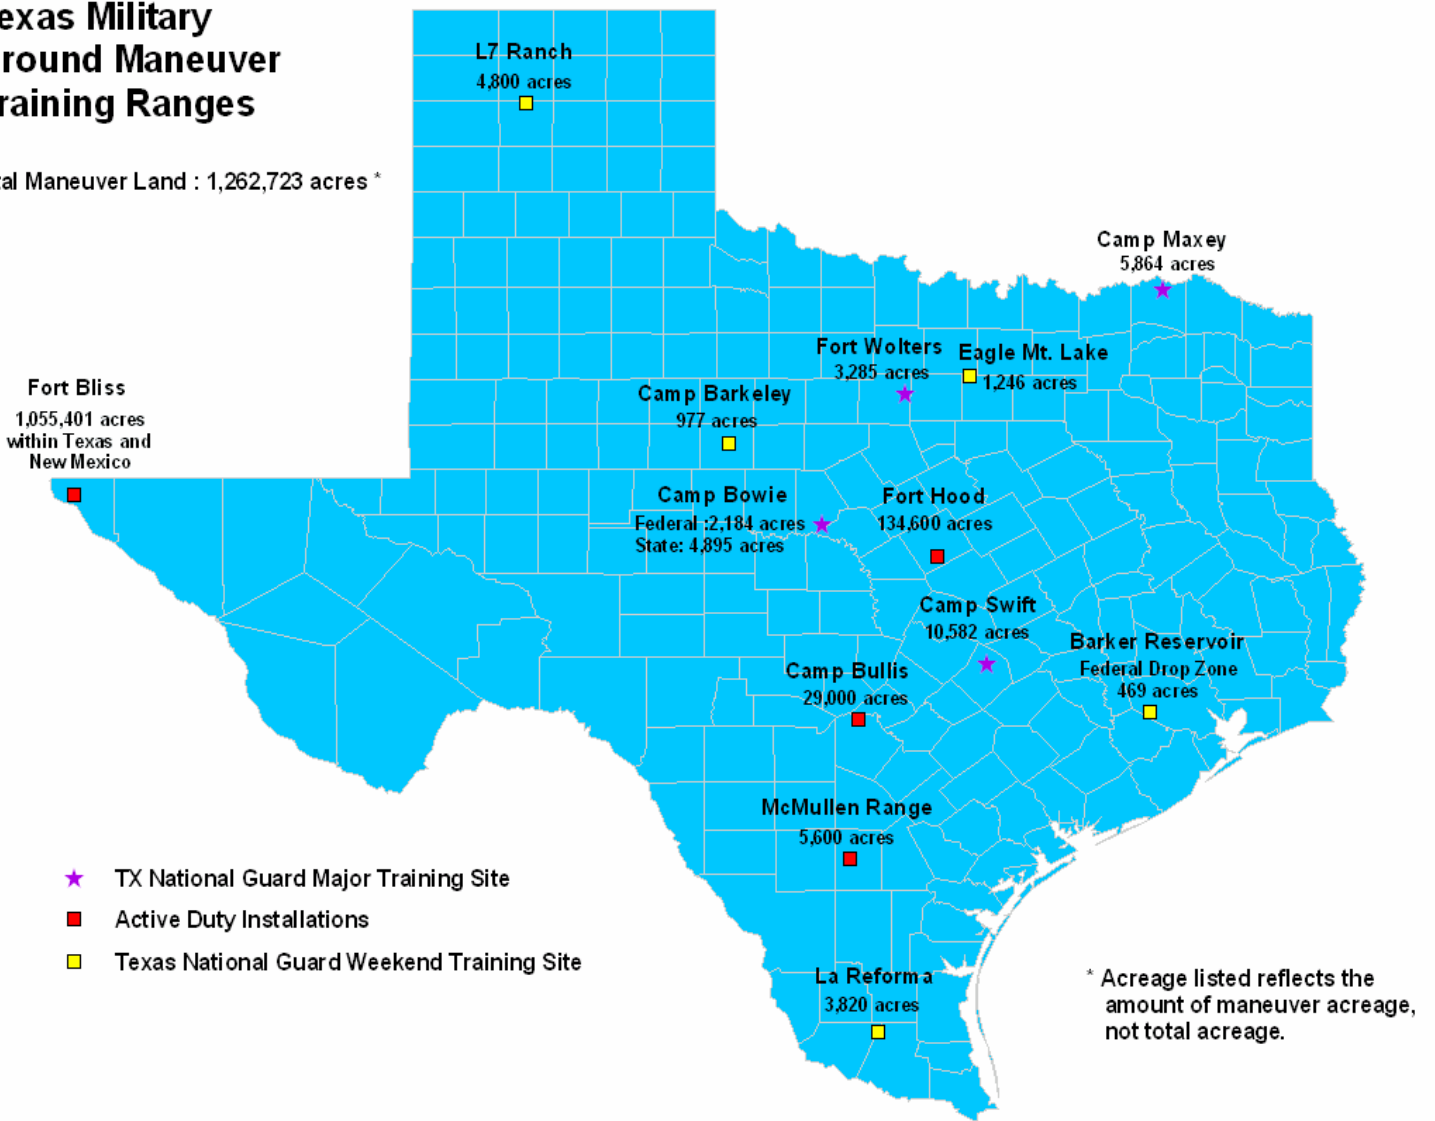 exas Military
round Maneuver
raining Ranges
al Maneuver Land : 1,262,723 acres *
L7 Ranch
4,800 acres
Camp Maxey
5,864 acres
Fort Wolters
3,285 acres
Eagle Mt. Lake
1,246 acres
Fort Bliss
1,055,401 acres
within Texas and
New Mexico
Camp Barkeley
977 acres
Camp Bowie
Federal :2,184 acres
State: 4,895 acres
Fort Hood
134,600 acres
Camp Swift
10,582 acres
Barker Reservoir
Federal Drop Zone
469 acres
Camp Bullis
29,000 acres
McMullen Range
5,600 acres
La Reforma
3,820 acres
TX National Guard Major Training Site
Active Duty Installations
Texas National Guard Weekend Training Site
* Acreage listed reflects the
amount of maneuver acreage,
not total acreage.